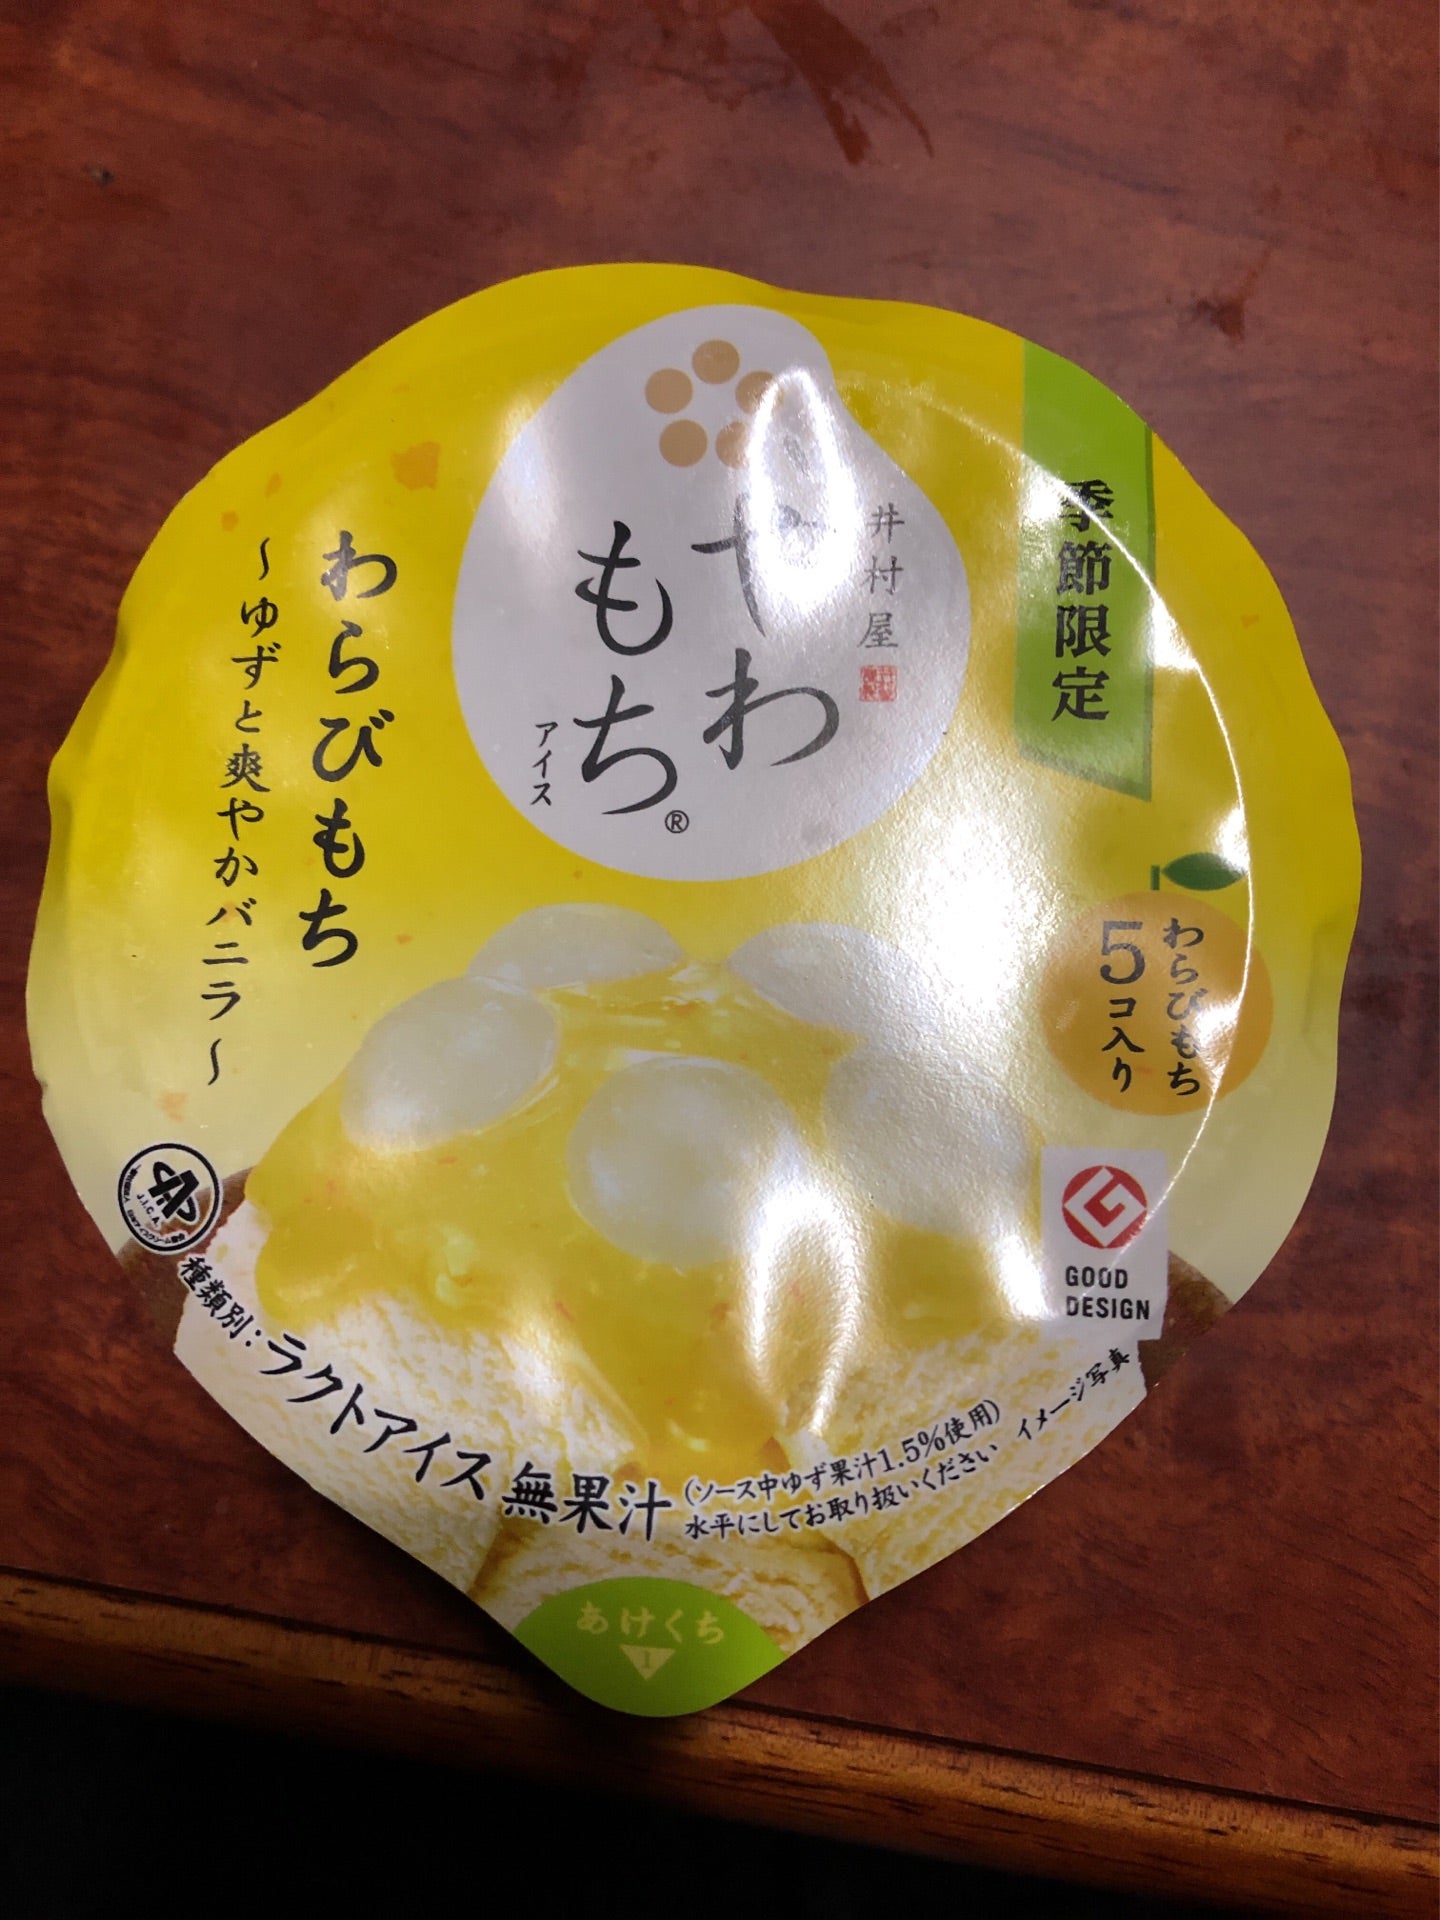 季節限定
井村屋
やわ
もち®
アイス
わらびもち
～ゆずと爽やかバニラ～
わらびもち
5コ入り
J.I.C.A.
GOOD
DESIGN
種類別:ラクトアイス 無果汁
(ソース中ゆず果汁1.5%使用)
水平にしてお取り扱いください イメージ写真
あけくち
1